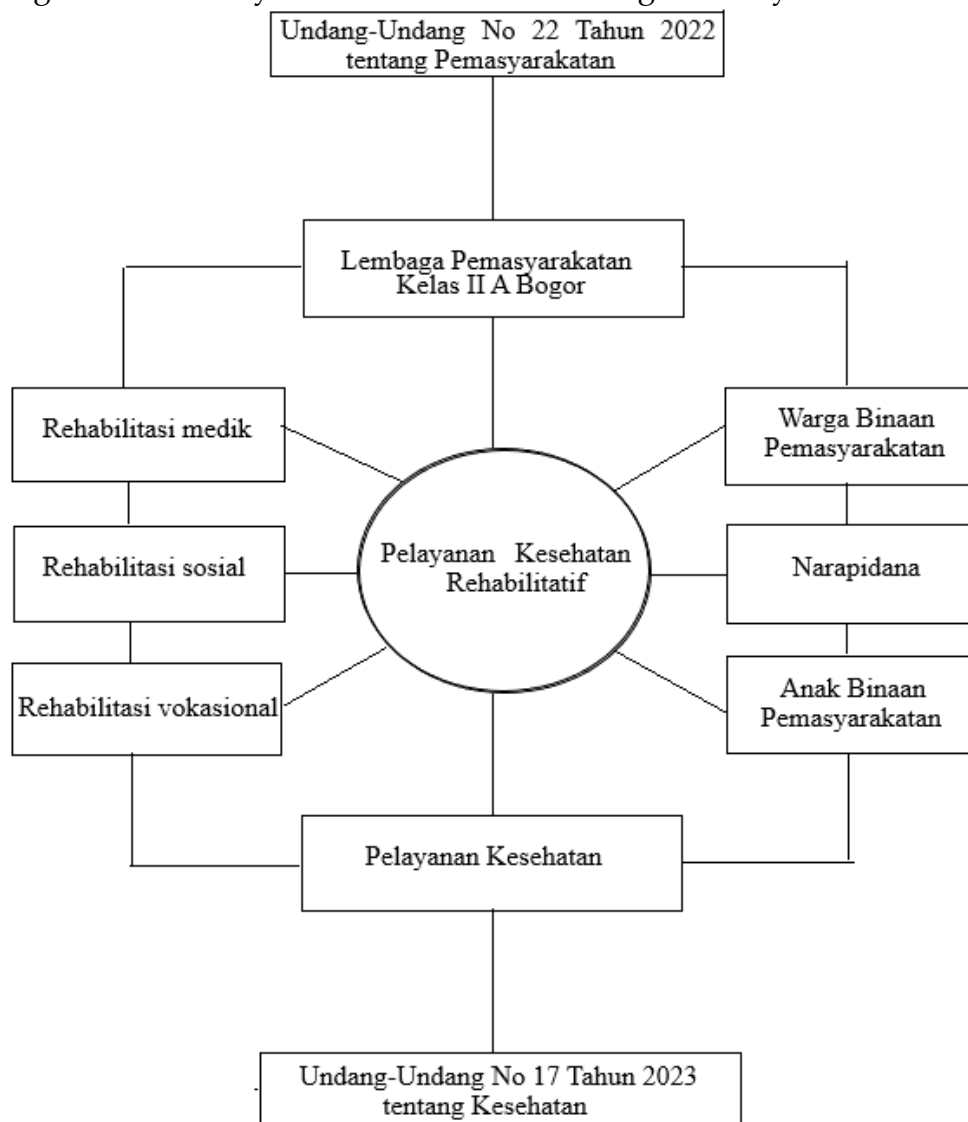 Undang-Undang No 22 Tahun 2022
tentang Pemasyarakatan
Lembaga Pemasyarakatan
Kelas II A Bogor
Rehabilitasi medik
Warga Binaan
Pemasyarakatan
Pelayanan Kesehatan
Rehabilitatif
Rehabilitasi sosial
Narapidana
Rehabilitasi vokasional
Anak Binaan
Pemasyarakatan
Pelayanan Kesehatan
Undang-Undang No 17 Tahun 2023
tentang Kesehatan